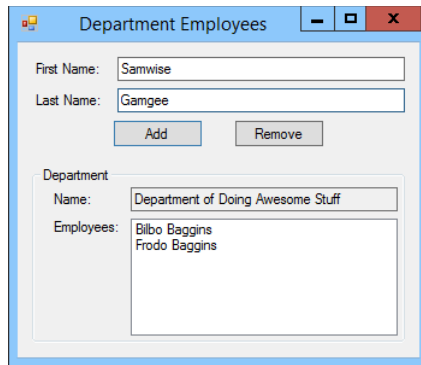 Department Employees
First Name: Samwise
Last Name: Gamgee
Add Remove
Department
Name: Department of Doing Awesome Stuff
Employees: Bilbo Baggins
Frodo Baggins